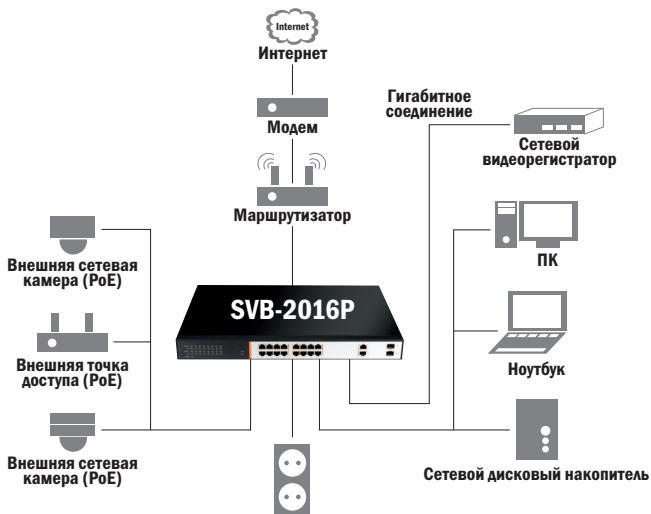 Internet
Интернет
Модем
Маршрутизатор
Гигабитное
соединение
Сетевой
видеорегистратор
Внешняя сетевая
камера (PoE)
ПК
SVB-2016P
Внешняя точка
доступа (PoE)
Ноутбук
Внешняя сетевая
камера (PoE)
Сетевой дисковый накопитель